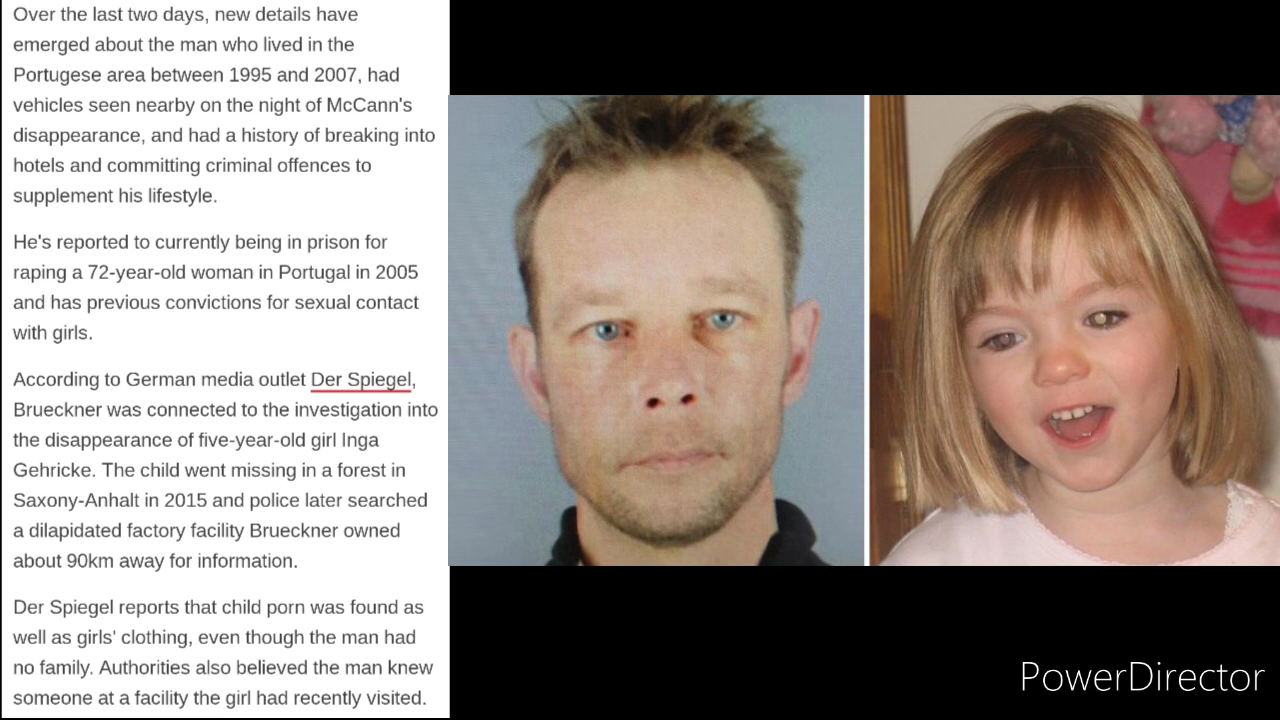 Over the last two days, new details have
emerged about the man who lived in the
Portugese area between 1995 and 2007, had
vehicles seen nearby on the night of McCann's
disappearance, and had a history of breaking into
hotels and committing criminal offences to
supplement his lifestyle.
He's reported to currently being in prison for
raping a 72-year-old woman in Portugal in 2005
and has previous convictions for sexual contact
with girls.
According to German media outlet Der Spiegel,
Brueckner was connected to the investigation into
the disappearance of five-year-old girl Inga
Gehricke. The child went missing in a forest in
Saxony-Anhalt in 2015 and police later searched
a dilapidated factory facility Brueckner owned
about 90km away for information.
Der Spiegel reports that child porn was found as
well as girls' clothing, even though the man had
no family. Authorities also believed the man knew
someone at a facility the girl had recently visited.
PowerDirector